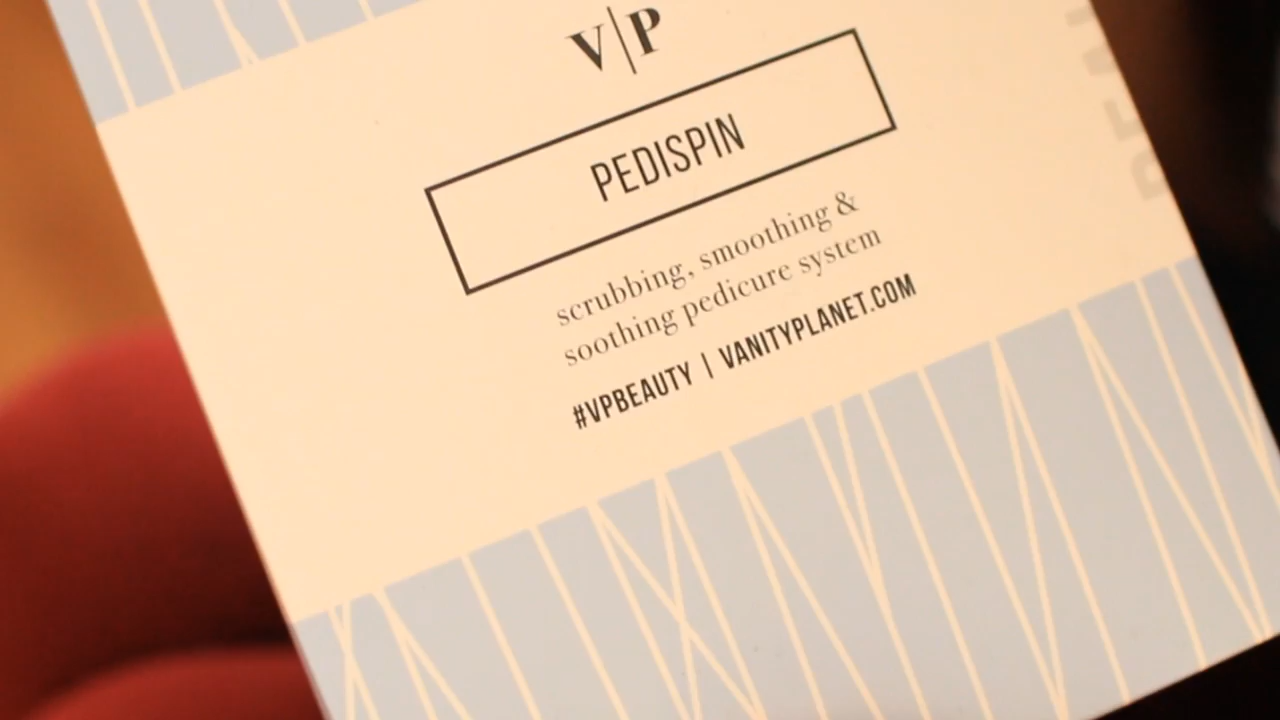 V|P
PEDISPIN
scrubbing, smoothing &
soothing pedicure system
#VPBEAUTY | VANITYPLANET.COM